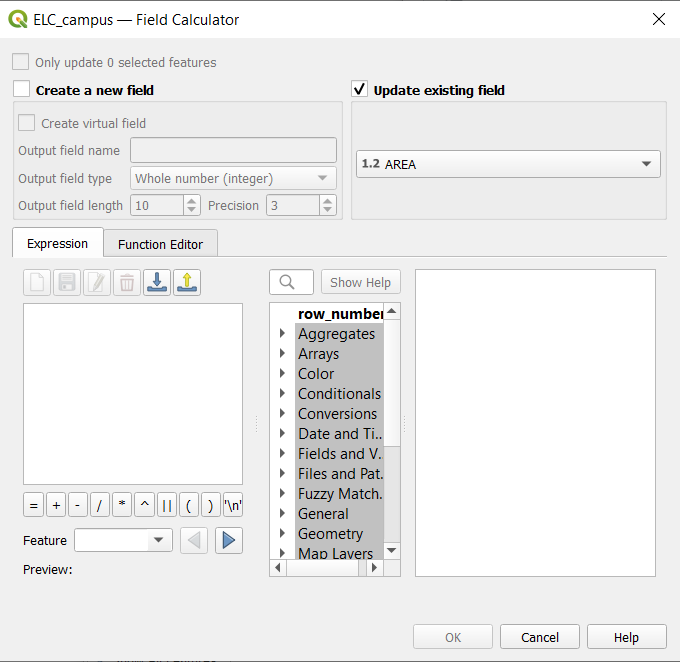 ELC_campus — Field Calculator
Only update 0 selected features
Create a new field
Update existing field
Create virtual field
Output field name
1.2 AREA
Output field type
Whole number (integer)
Output field length
10
Precision
3
Expression
Function Editor
Show Help
row_number
Aggregates
Arrays
Color
Conditionals
Conversions
Date and Ti..
Fields and V.
Files and Pat.
Fuzzy Match.
General
Geometry
Map Layers
= + - / * ^ || ( ) '\n'
Feature
Preview:
OK
Cancel
Help